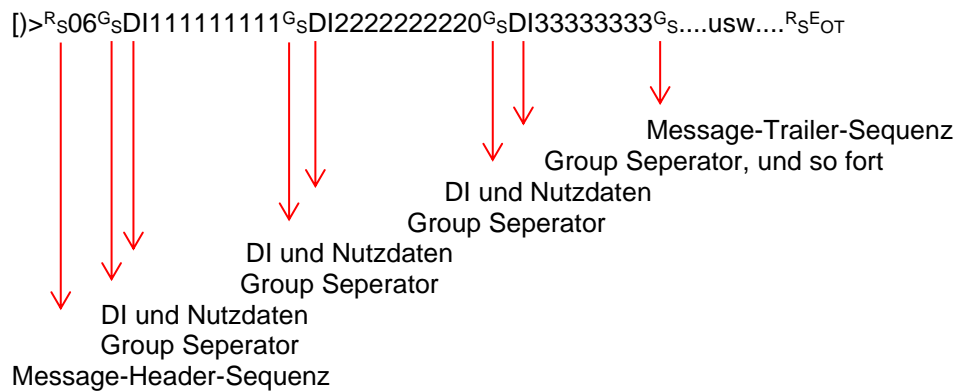 [)>ᴿS06ᴳSDI1111111111ᴳSDI2222222220ᴳSDI33333333ᴳS....usw....ᴿSᴱOT
Message-Trailer-Sequenz
Group Seperator, und so fort
DI und Nutzdaten
Group Seperator
DI und Nutzdaten
Group Seperator
DI und Nutzdaten
Group Seperator
Message-Header-Sequenz